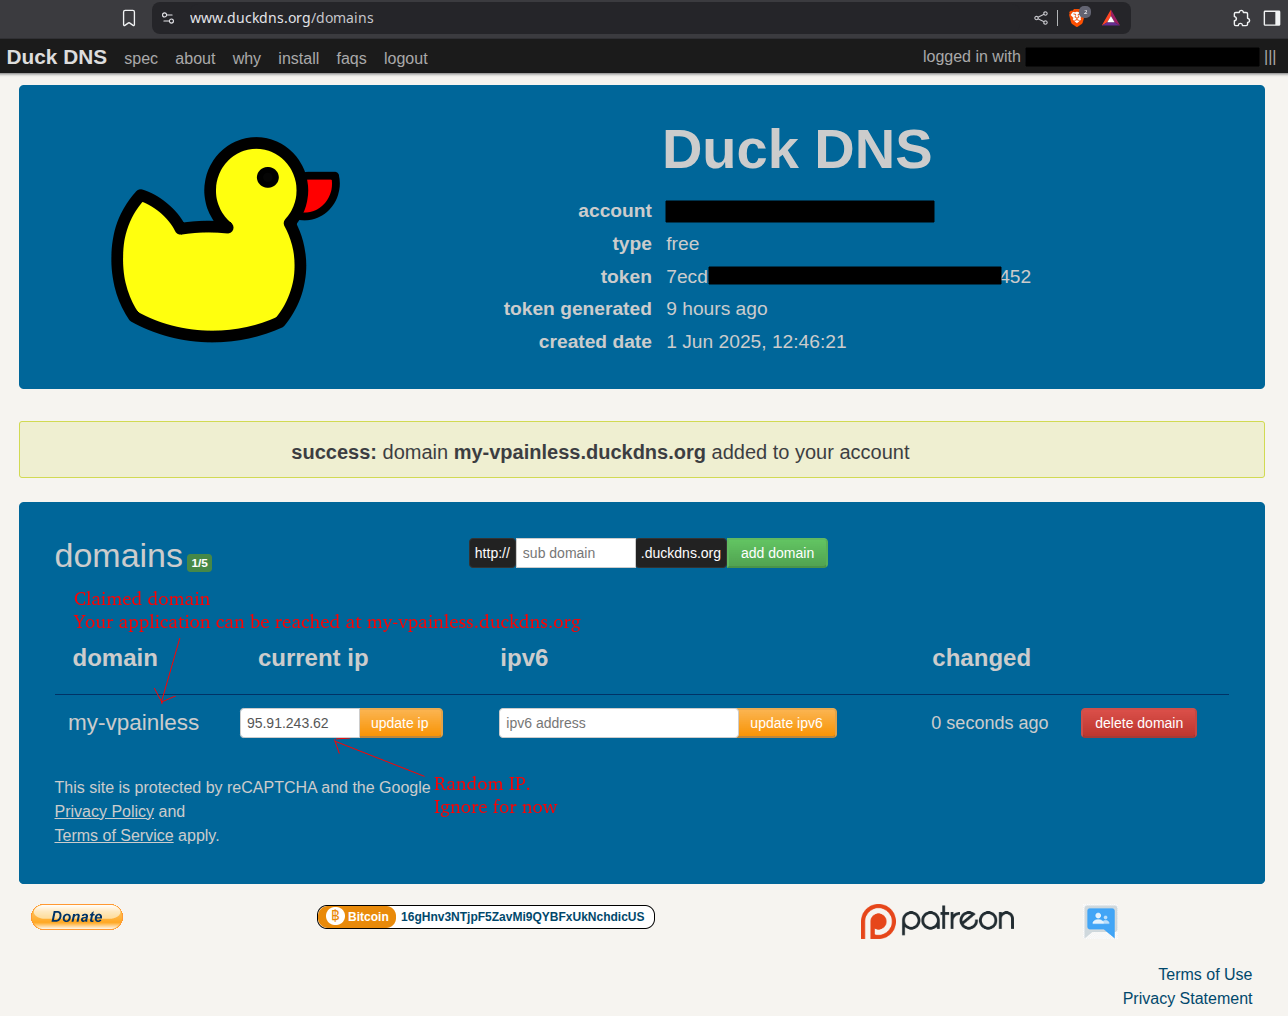 www.duckdns.org/domains
2
Duck DNS spec about why install faqs logout logged in with |||
Duck DNS
account
type free
token 7ecd 452
token generated 9 hours ago
created date 1 Jun 2025, 12:46:21
success: domain my-vpainless.duckdns.org added to your account
domains 1/5 http:// sub domain .duckdns.org add domain
Claimed domain
Your application can be reached at my-vpainless.duckdns.org
domain current ip ipv6 changed
my-vpainless 95.91.243.62 update ip ipv6 address update ipv6 0 seconds ago delete domain
Random IP.
Ignore for now
This site is protected by reCAPTCHA and the Google
Privacy Policy and
Terms of Service apply.
Donate Bitcoin 16gHnv3NTjpF5ZavMi9QYBFxUkNchdicUS patreon
Terms of Use
Privacy Statement